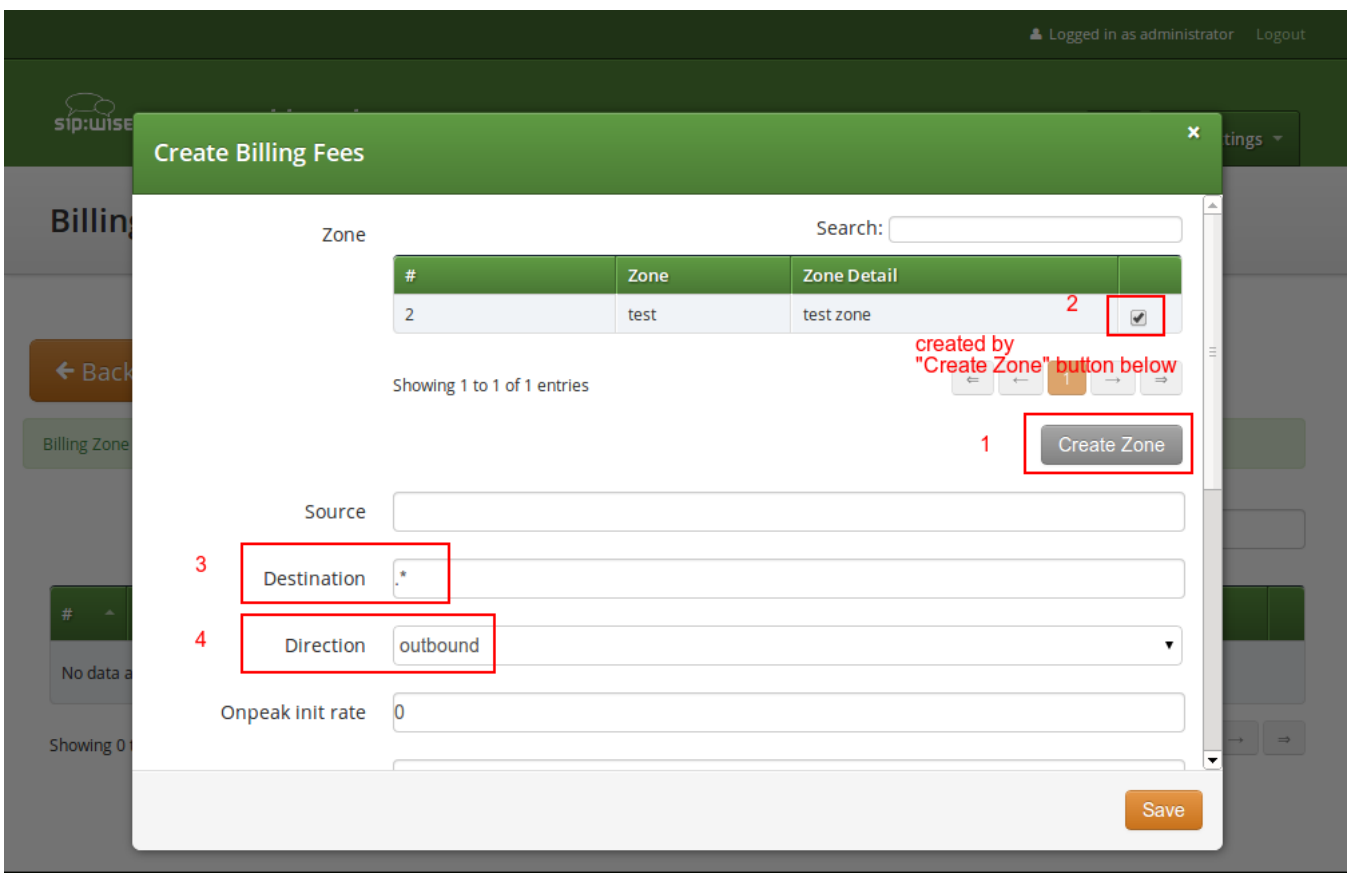 Logged in as administrator Logout
sip:wise
tings
Create Billing Fees ×
Billing
Zone
Search:
# Zone Zone Detail
2 test test zone 2
created by
"Create Zone" button below
← Back
Showing 1 to 1 of 1 entries
⇐ ← 1 → ⇒
Billing Zone
1 Create Zone
Source
3 Destination .*
#
4 Direction outbound
No data a
Onpeak init rate 0
Showing 0 t
→ ⇒
Save